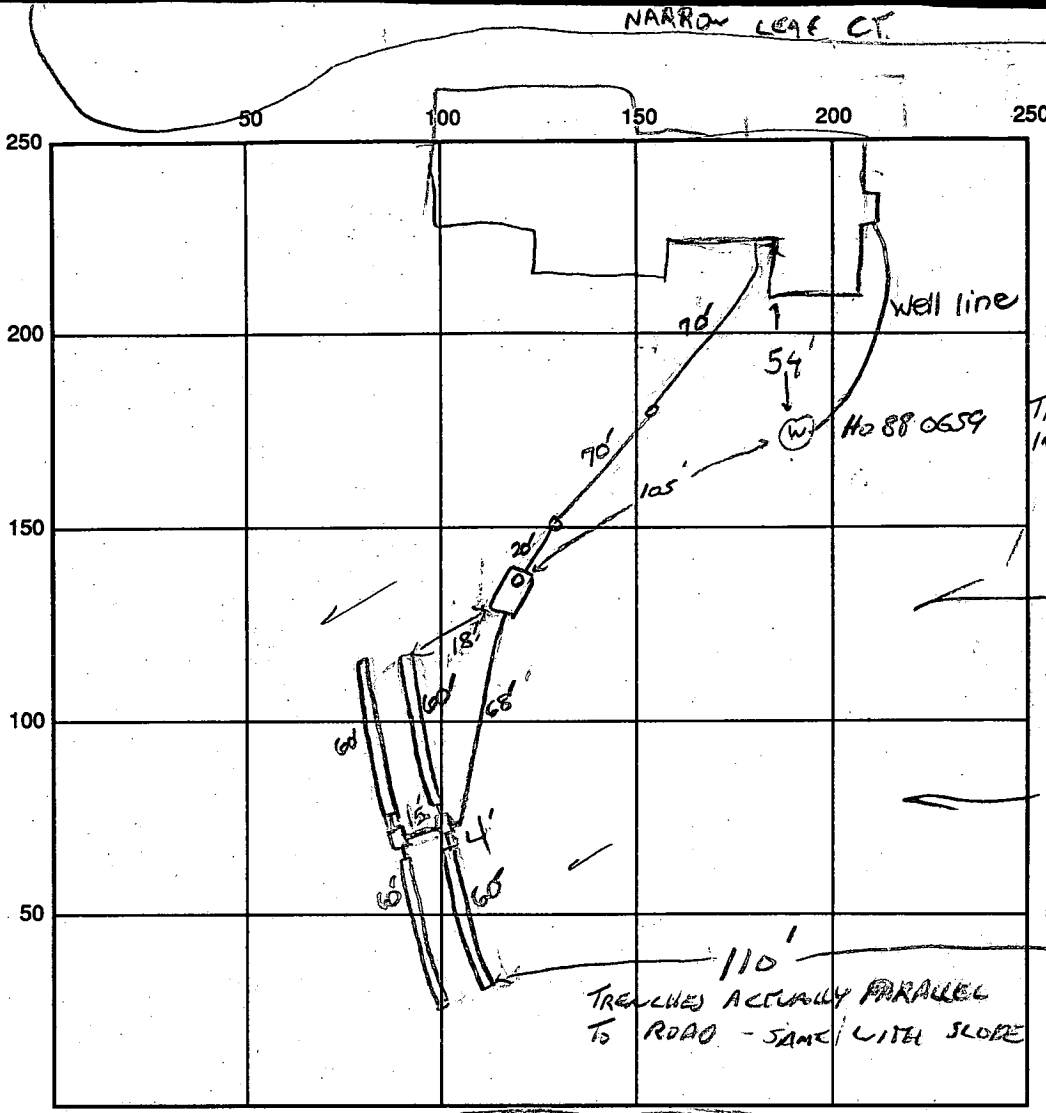 NARROW LEAF CT.
50 100 150 200 250
250
200
150
100
50
70'
well line
54'
W
HO 88 0659
70'
105'
20'
18'
60'
68'
60'
15'
4'
60'
60'
110'
TRENCHES ACTUALLY PARALLEL
TO ROAD - SAME WITH SLOPE